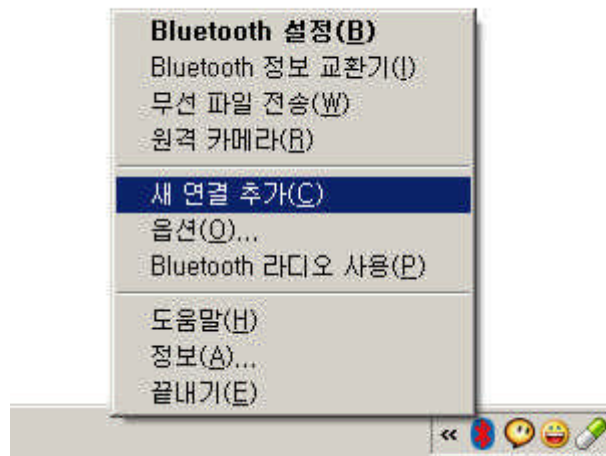 Bluetooth 설정(B)
Bluetooth 정보 교환기(I)
무선 파일 전송(W)
원격 카메라(R)
새 연결 추가(C)
옵션(O)...
Bluetooth 라디오 사용(P)
도움말(H)
정보(A)...
끝내기(E)
«